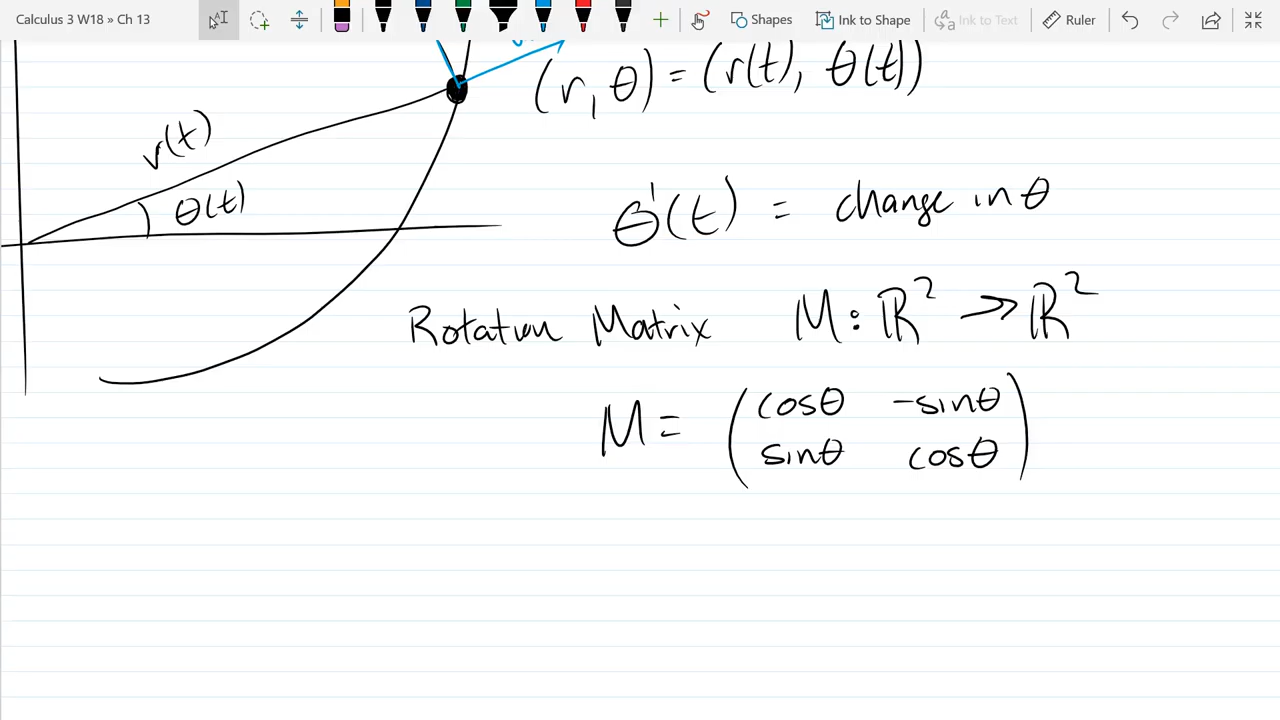 Calculus 3 W18 » Ch 13
Shapes
Ink to Shape
Ink to Text
Ruler
(r, θ) = (r(t), θ(t))
r(t)
θ(t)
θ'(t) = change in θ
Rotation Matrix M: ℝ² → ℝ²
M = ( cosθ -sinθ
sinθ cosθ )